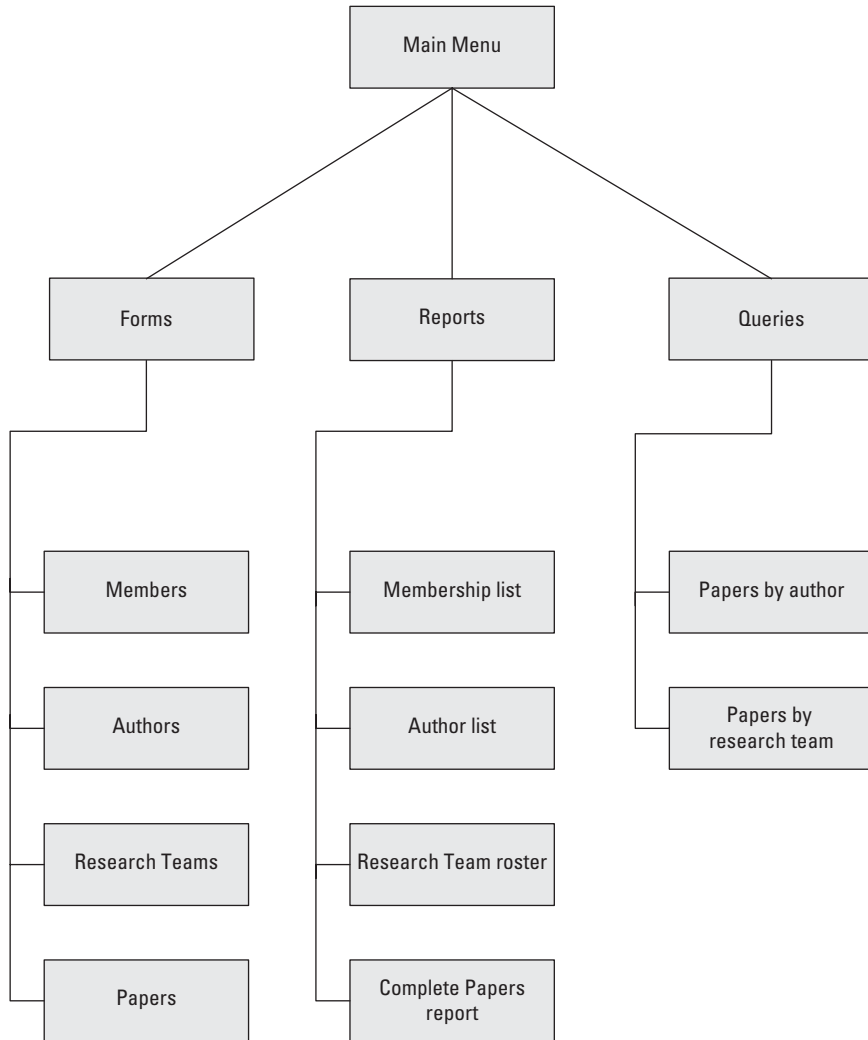 Main Menu
Forms
Reports
Queries
Members
Membership list
Papers by author
Authors
Author list
Papers by
research team
Research Teams
Research Team roster
Papers
Complete Papers
report